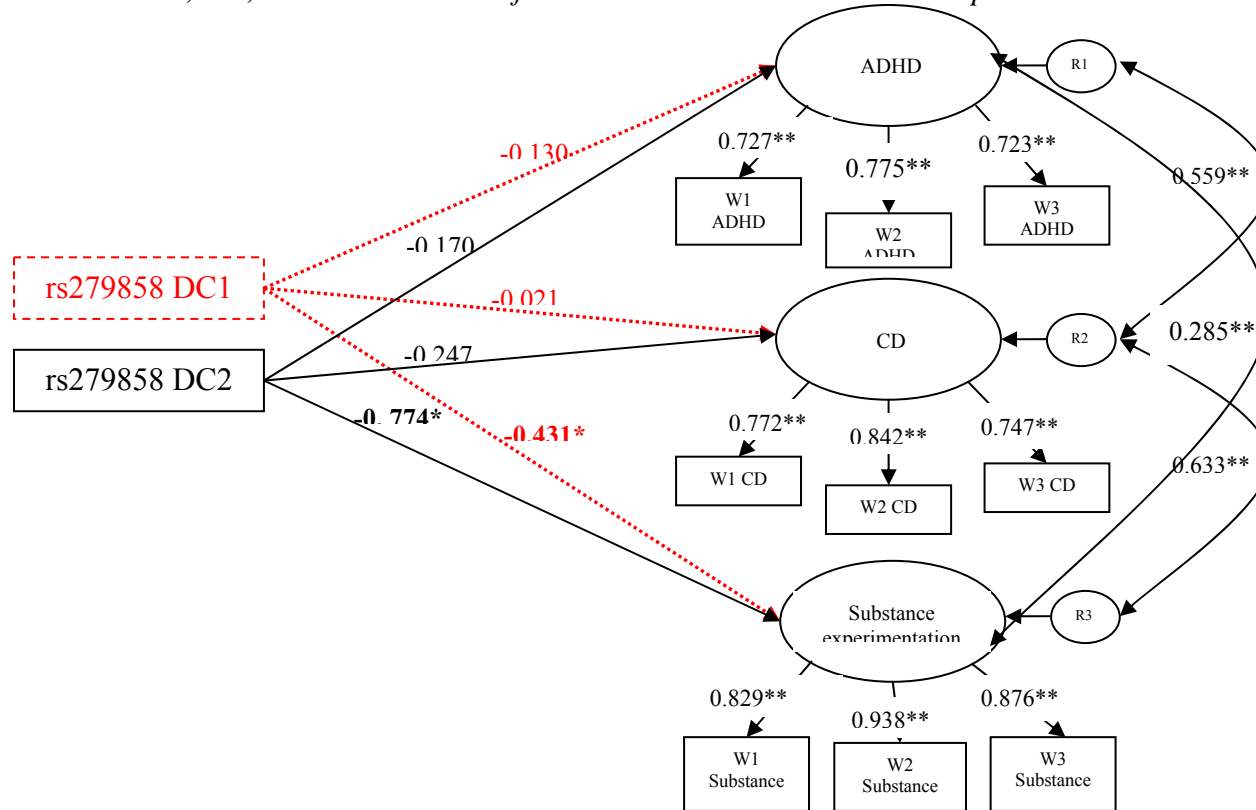 ADHD
R1
-0.130
0.727**
0.775**
0.723**
0.559**
W1
ADHD
W2
ADHD
W3
ADHD
-0.170
rs279858 DC1
-0.021
CD
R2
0.285**
rs279858 DC2
-0.247
-0.774*
-0.431*
0.772**
0.842**
0.747**
0.633**
W1 CD
W2 CD
W3 CD
Substance
experimentation
R3
0.829**
0.938**
0.876**
W1
Substance
W2
Substance
W3
Substance